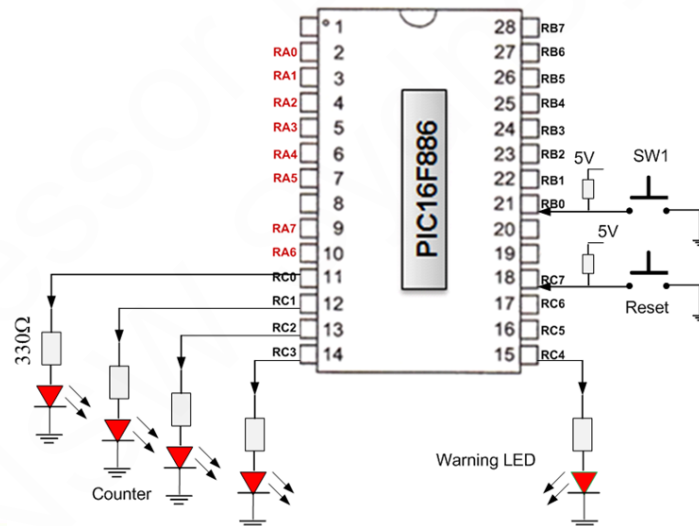 1 28 RB7
RA0 2 27 RB6
RA1 3 26 RB5
RA2 4 25 RB4
RA3 5 24 RB3
RA4 6 23 RB2 5V SW1
RA5 7 22 RB1
8 21 RB0
RA7 9 20 5V
RA6 10 19
RC0 11 18 RC7
RC1 12 17 RC6 Reset
RC2 13 16 RC5
RC3 14 15 RC4
PIC16F886
330Ω
Counter
Warning LED